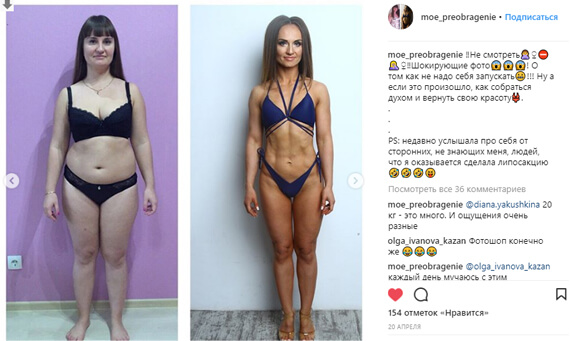 moe_preobragenie • Подписаться
moe_preobragenie ‼Не смотреть🙅♀⛔
🙅♀‼Шокирующие фото😱😱😱! О
том как не надо себя запускать😫!!! Ну а
если это произошло, как собраться
духом и вернуть свою красоту👙.
.
.
.
PS: недавно услышала про себя от
сторонних, не знающих меня, людей,
что я оказывается сделала липосакцию
🤣🤣🤣😝
Посмотреть все 36 комментариев
moe_preobragenie @diana.yakushkina 20
кг - это много. И ощущения очень
разные
olga_ivanova_kazan Фотошоп конечно
же 😂😂😂
moe_preobragenie @olga_ivanova_kazan
каждый день мучаюсь с этим
154 отметок «Нравится»
20 АПРЕЛЯ